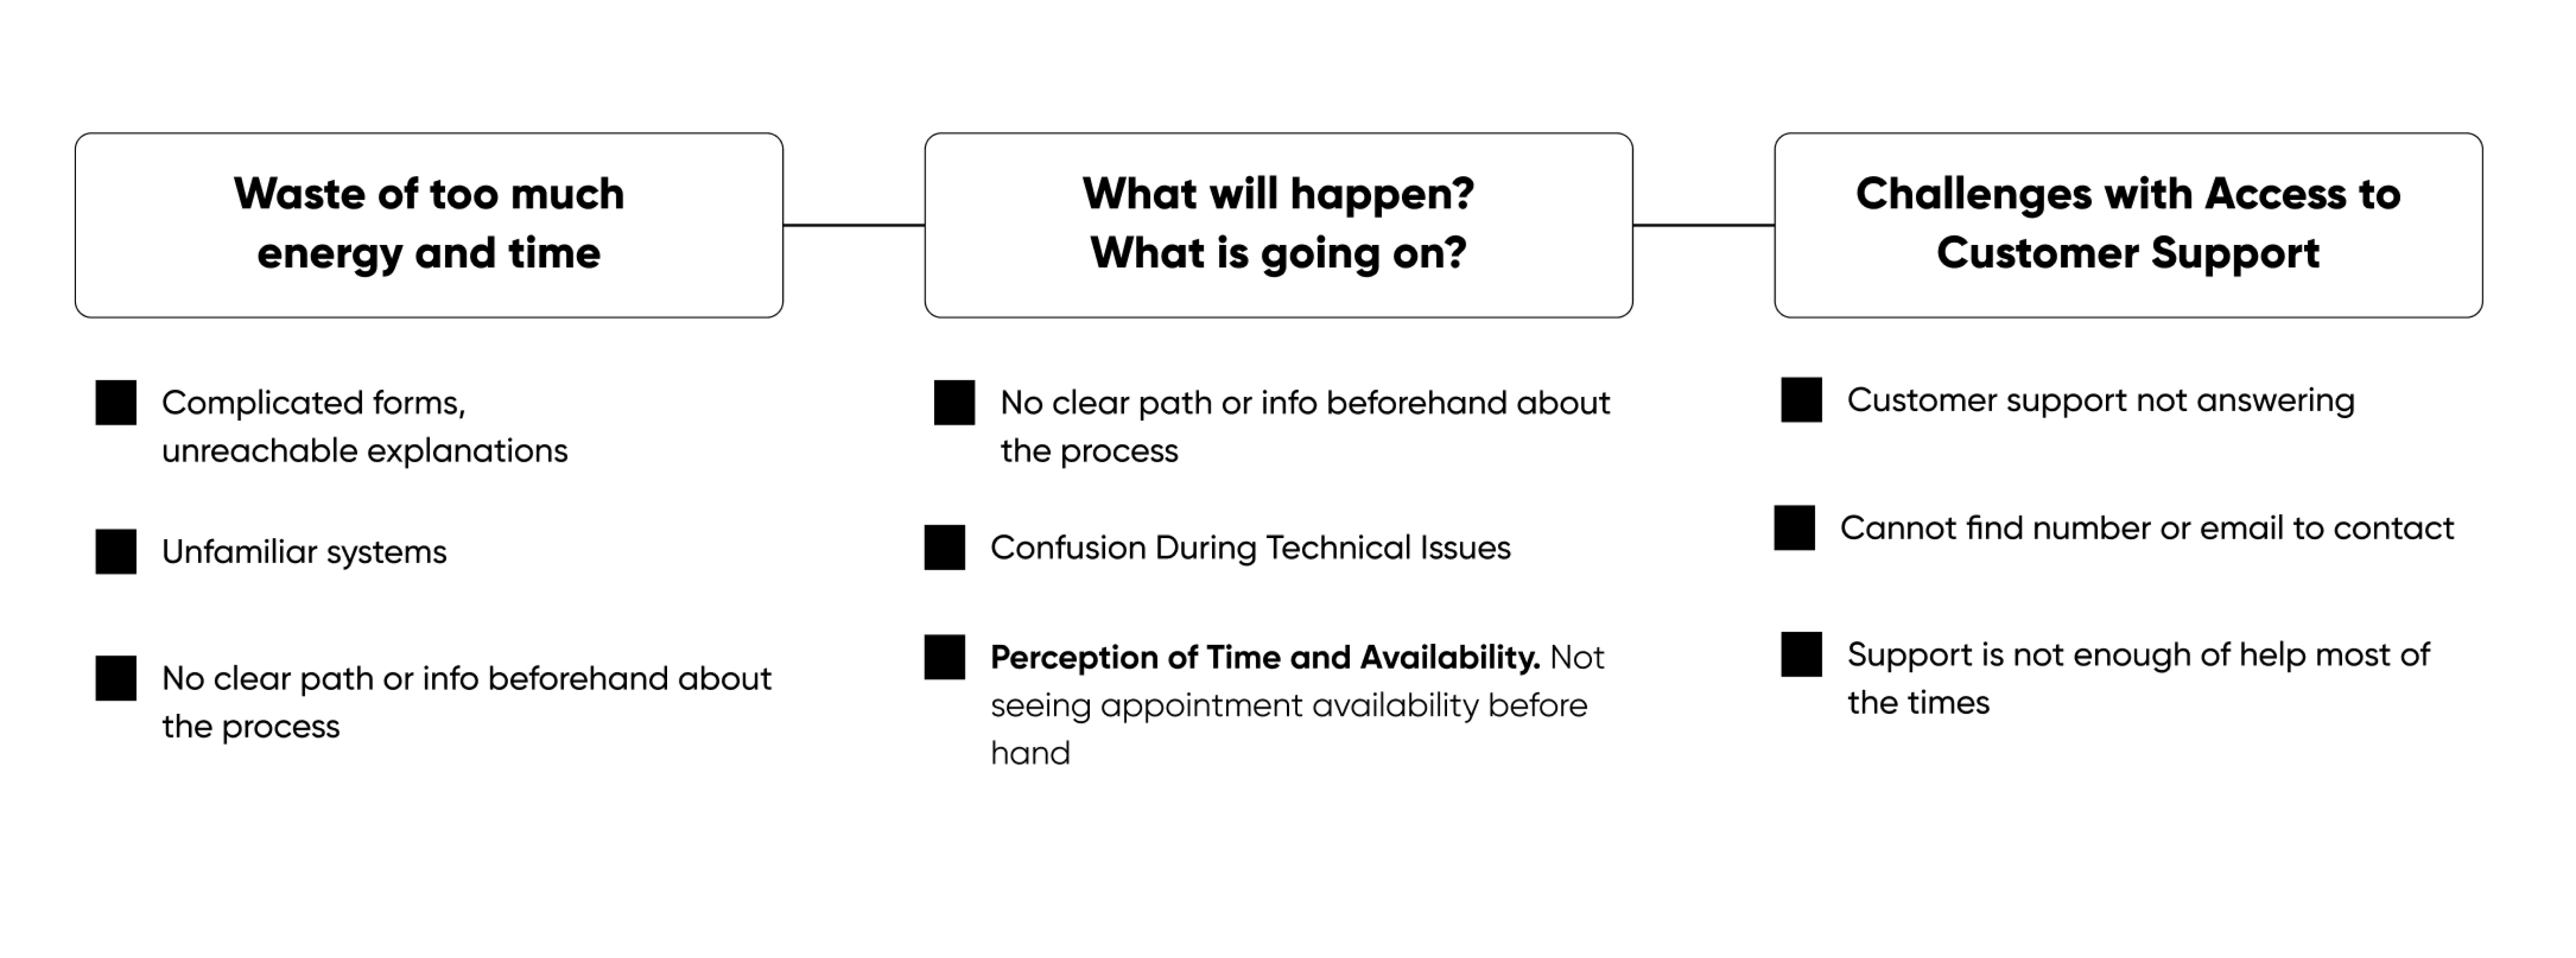 Waste of too much
energy and time
Complicated forms,
unreachable explanations
Unfamiliar systems
No clear path or info beforehand about
the process
What will happen?
What is going on?
No clear path or info beforehand about
the process
Confusion During Technical Issues
Perception of Time and Availability. Not
seeing appointment availability before
hand
Challenges with Access to
Customer Support
Customer support not answering
Cannot find number or email to contact
Support is not enough of help most of
the times